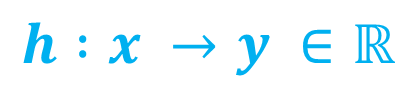 h : x → y ∈ ℝ